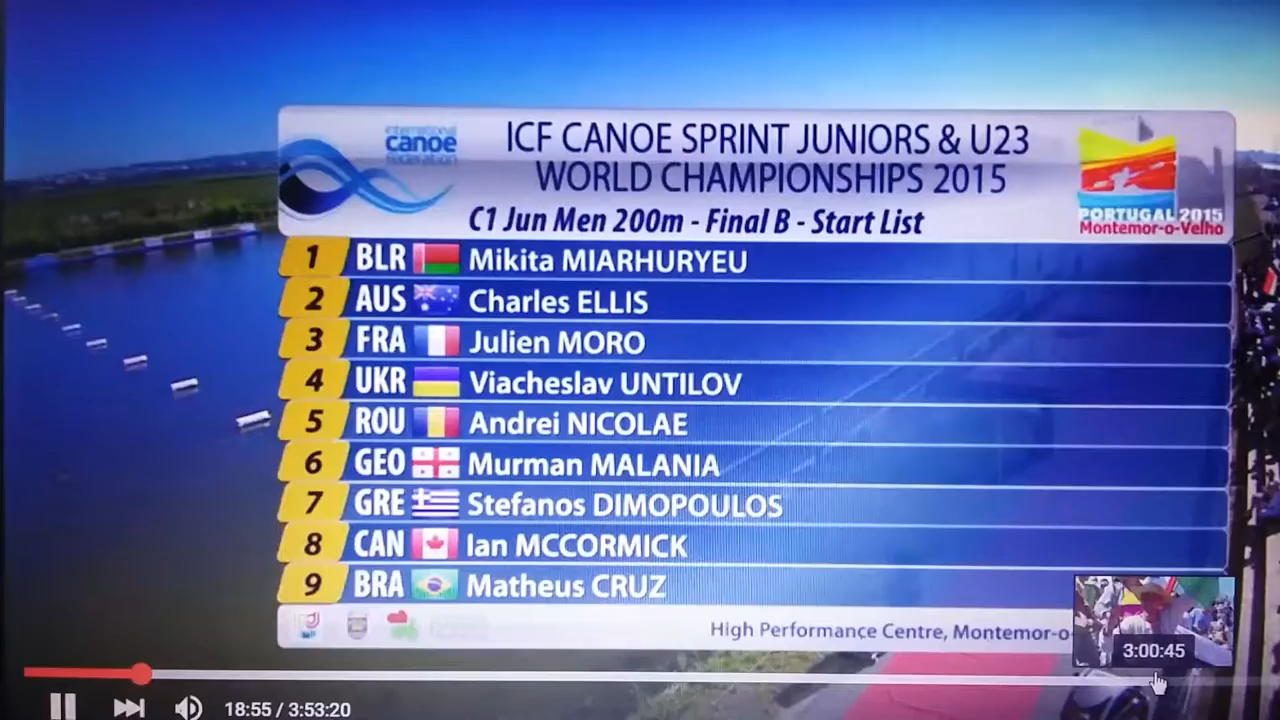 international
canoe
federation
ICF CANOE SPRINT JUNIORS & U23
WORLD CHAMPIONSHIPS 2015
C1 Jun Men 200m - Final B - Start List
PORTUGAL 2015
Montemor-o-Velho
1 BLR Mikita MIARHURYEU
2 AUS Charles ELLIS
3 FRA Julien MORO
4 UKR Viacheslav UNTILOV
5 ROU Andrei NICOLAE
6 GEO Murman MALANIA
7 GRE Stefanos DIMOPOULOS
8 CAN Ian MCCORMICK
9 BRA Matheus CRUZ
High Performance Centre, Montemor-o-
3:00:45
18:55 / 3:53:20